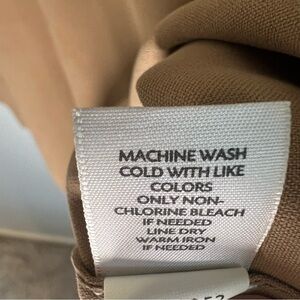 MACHINE WASH
COLD WITH LIKE
COLORS
ONLY NON-
CHLORINE BLEACH
IF NEEDED
LINE DRY
WARM IRON
IF NEEDED